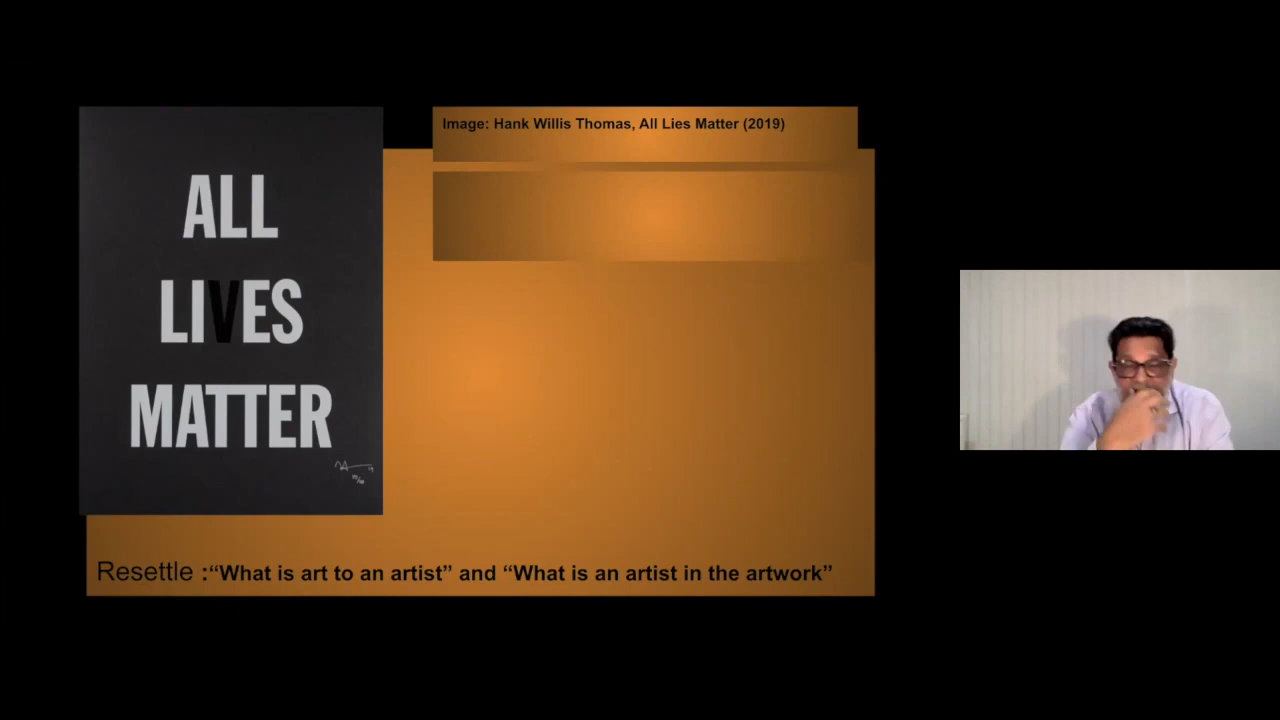 ALL
LIVES
MATTER
Image: Hank Willis Thomas, All Lies Matter (2019)
Resettle :“What is art to an artist” and “What is an artist in the artwork”